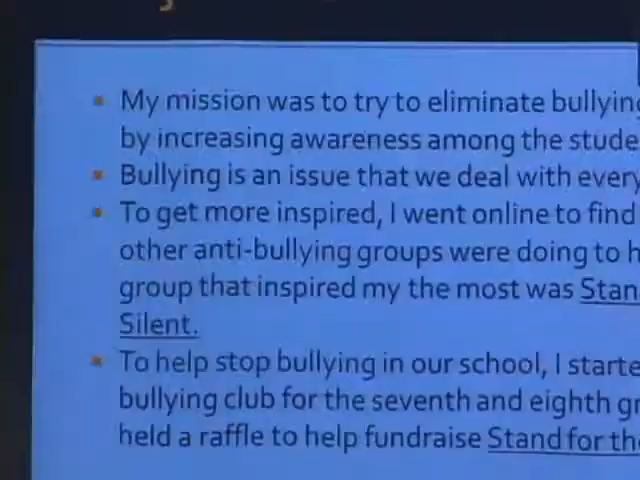 My mission was to try to eliminate bullying
by increasing awareness among the stude
Bullying is an issue that we deal with every
To get more inspired, I went online to find
other anti-bullying groups were doing to h
group that inspired my the most was Stan
Silent.
To help stop bullying in our school, I starte
bullying club for the seventh and eighth gr
held a raffle to help fundraise Stand for the